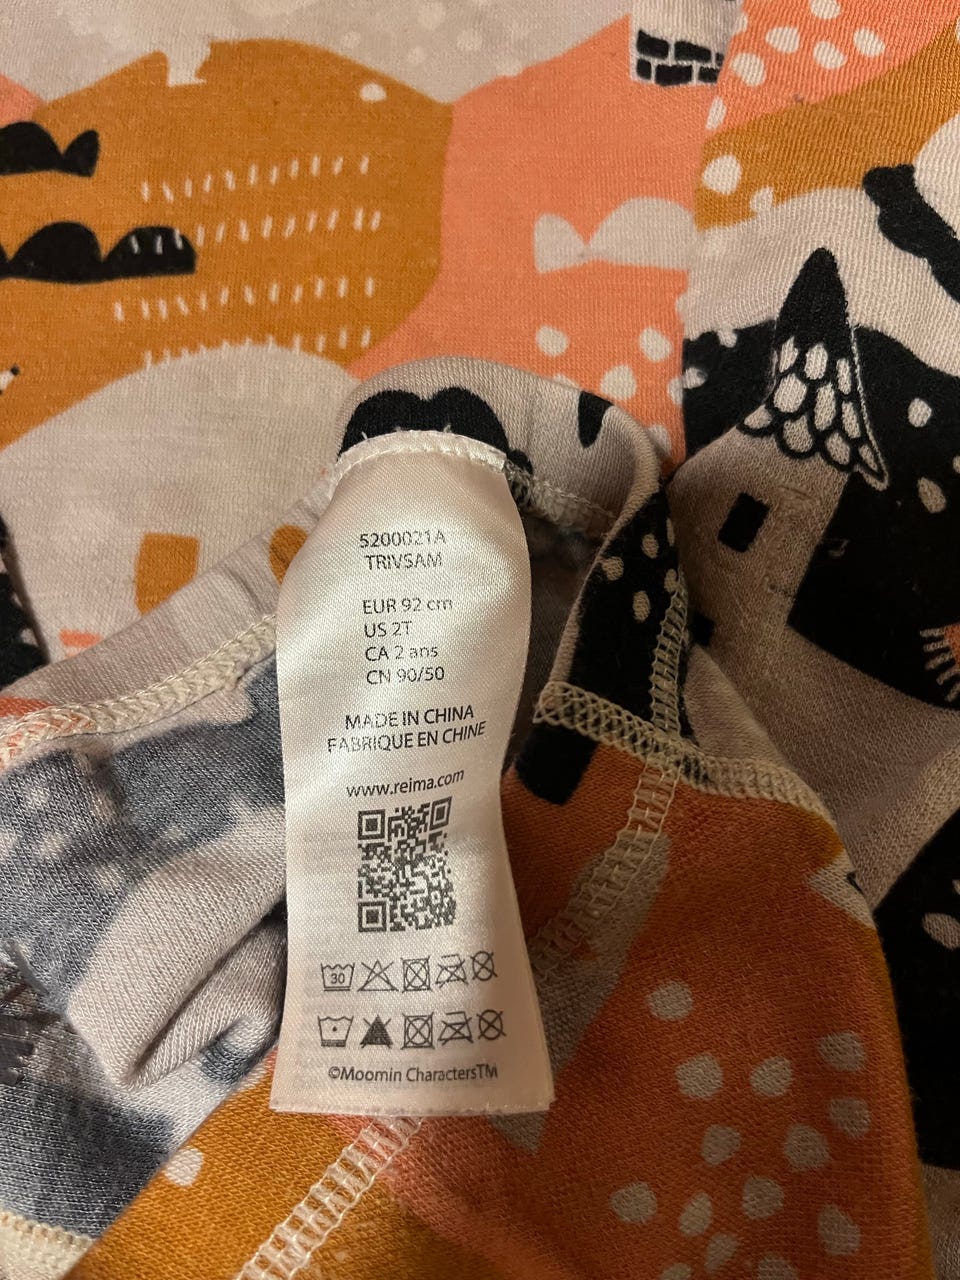 5200021A
TRIVSAM
EUR 92 cm
US 2T
CA 2 ans
CN 90/50
MADE IN CHINA
FABRIQUE EN CHINE
www.reima.com
30
©Moomin Characters™